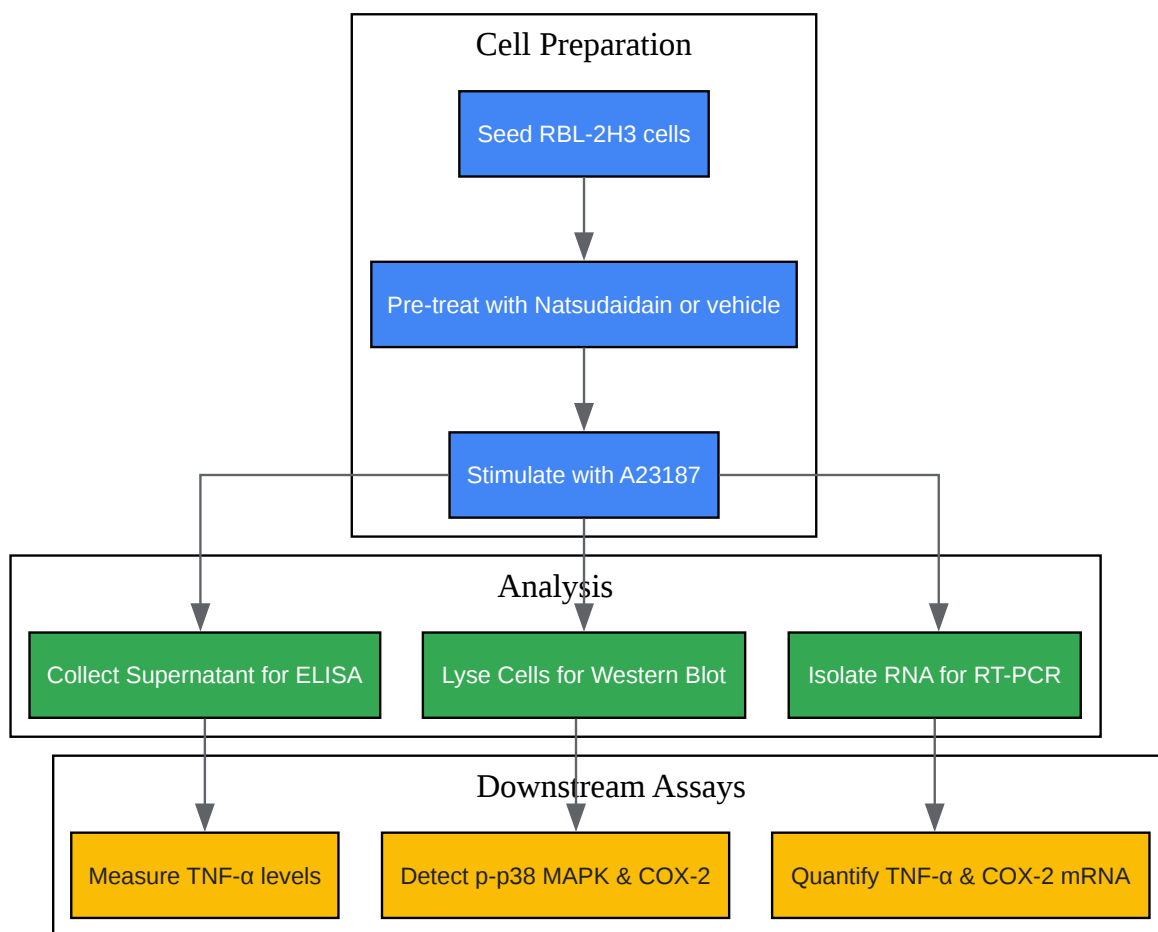 Cell Preparation
Seed RBL-2H3 cells
Pre-treat with Natsudaidain or vehicle
Stimulate with A23187
Analysis
Collect Supernatant for ELISA
Lyse Cells for Western Blot
Isolate RNA for RT-PCR
Downstream Assays
Measure TNF-α levels
Detect p-p38 MAPK & COX-2
Quantify TNF-α & COX-2 mRNA